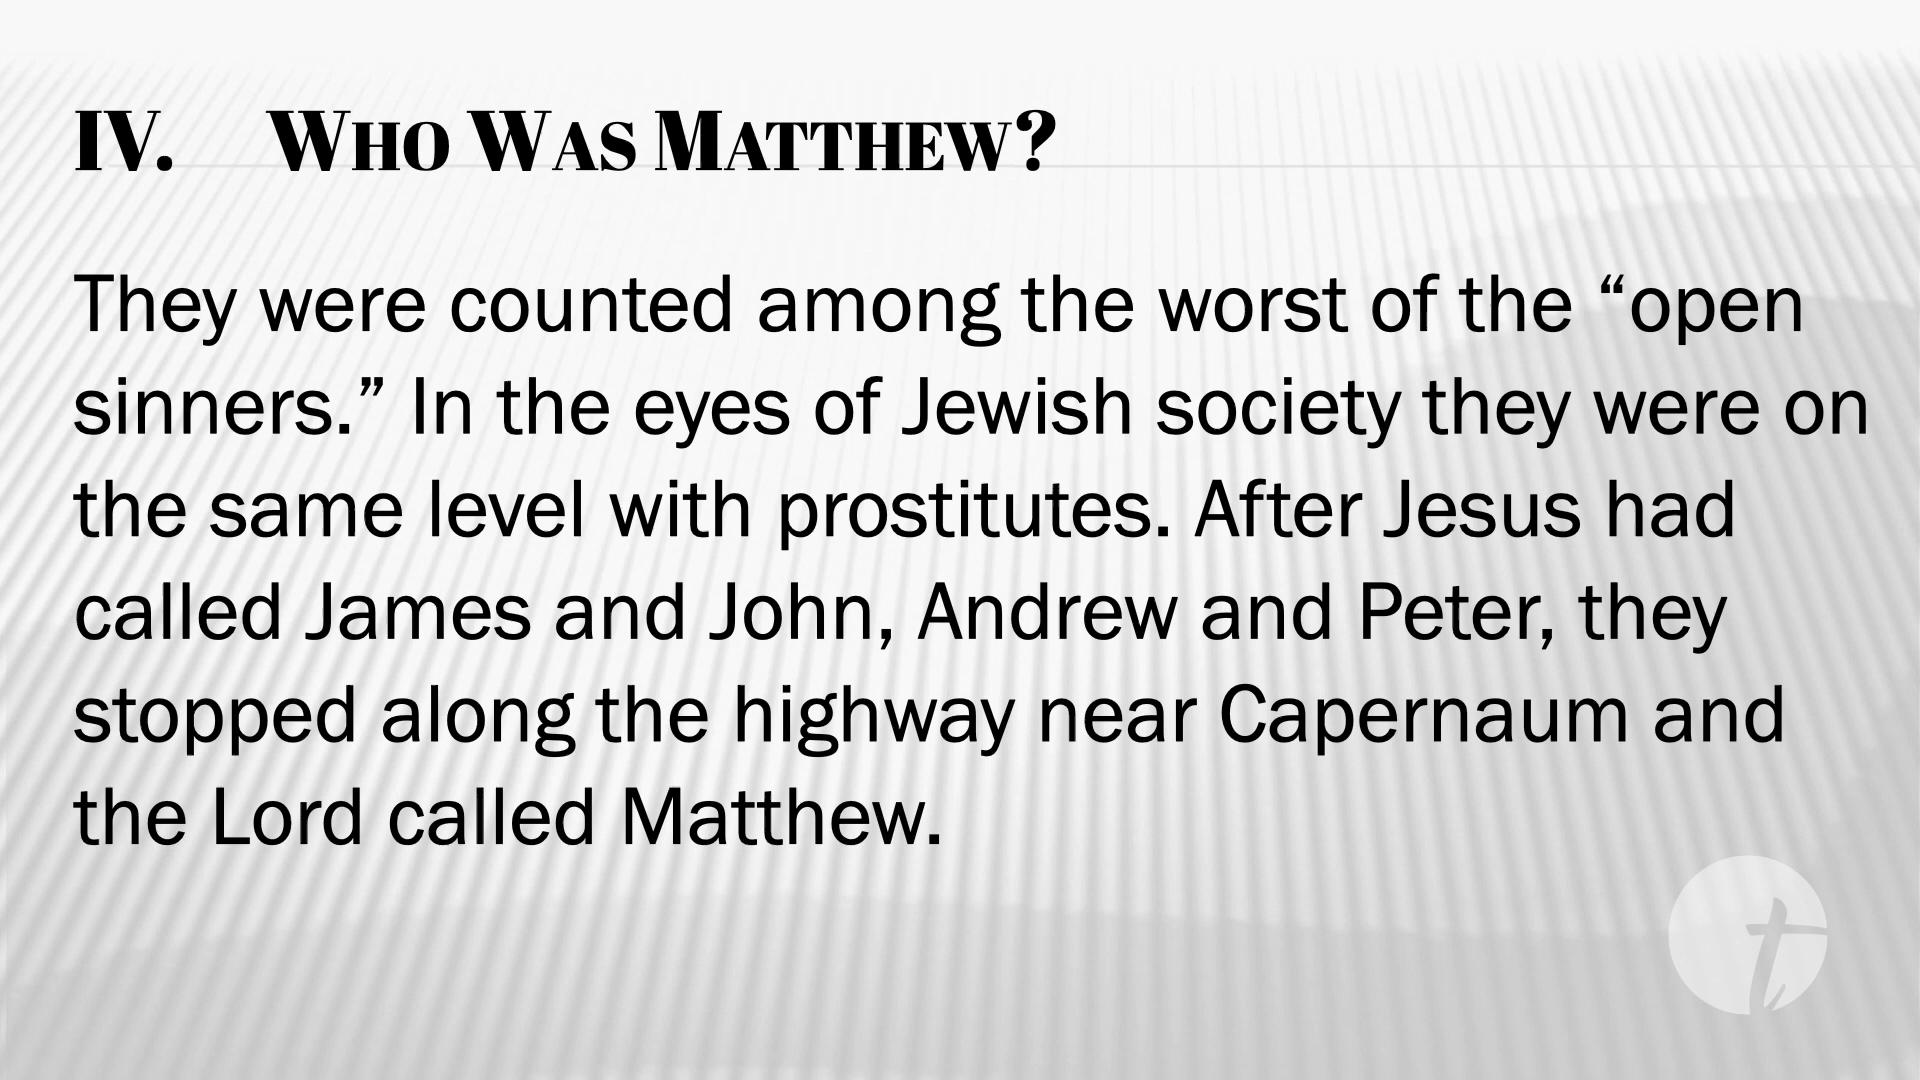 IV. Who Was Matthew?
They were counted among the worst of the “open
sinners.” In the eyes of Jewish society they were on
the same level with prostitutes. After Jesus had
called James and John, Andrew and Peter, they
stopped along the highway near Capernaum and
the Lord called Matthew.